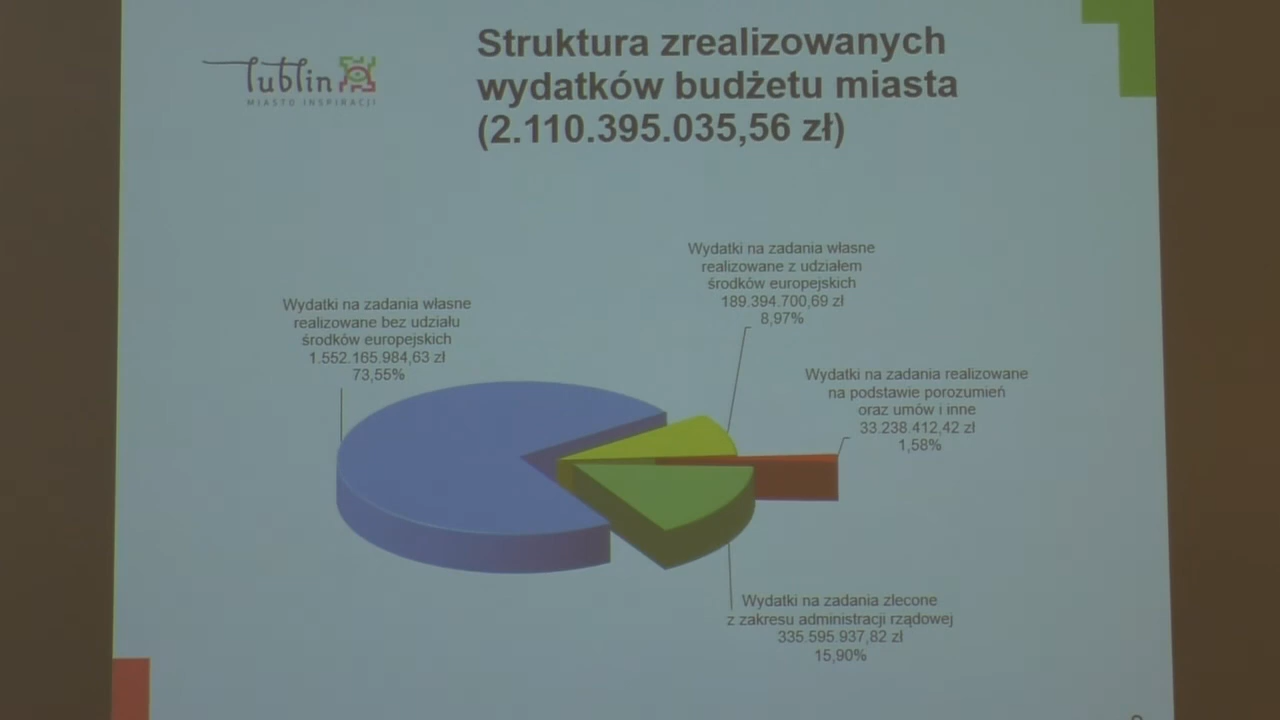 lublin
MIASTO INSPIRACJI
Struktura zrealizowanych
wydatków budżetu miasta
(2.110.395.035,56 zł)
Wydatki na zadania własne
realizowane z udziałem
środków europejskich
189.394.700,69 zł
8,97%
Wydatki na zadania własne
realizowane bez udziału
środków europejskich
1.552.165.984,63 zł
73,55%
Wydatki na zadania realizowane
na podstawie porozumień
oraz umów i inne
33.238.412,42 zł
1,58%
Wydatki na zadania zlecone
z zakresu administracji rządowej
335.595.937,82 zł
15,90%